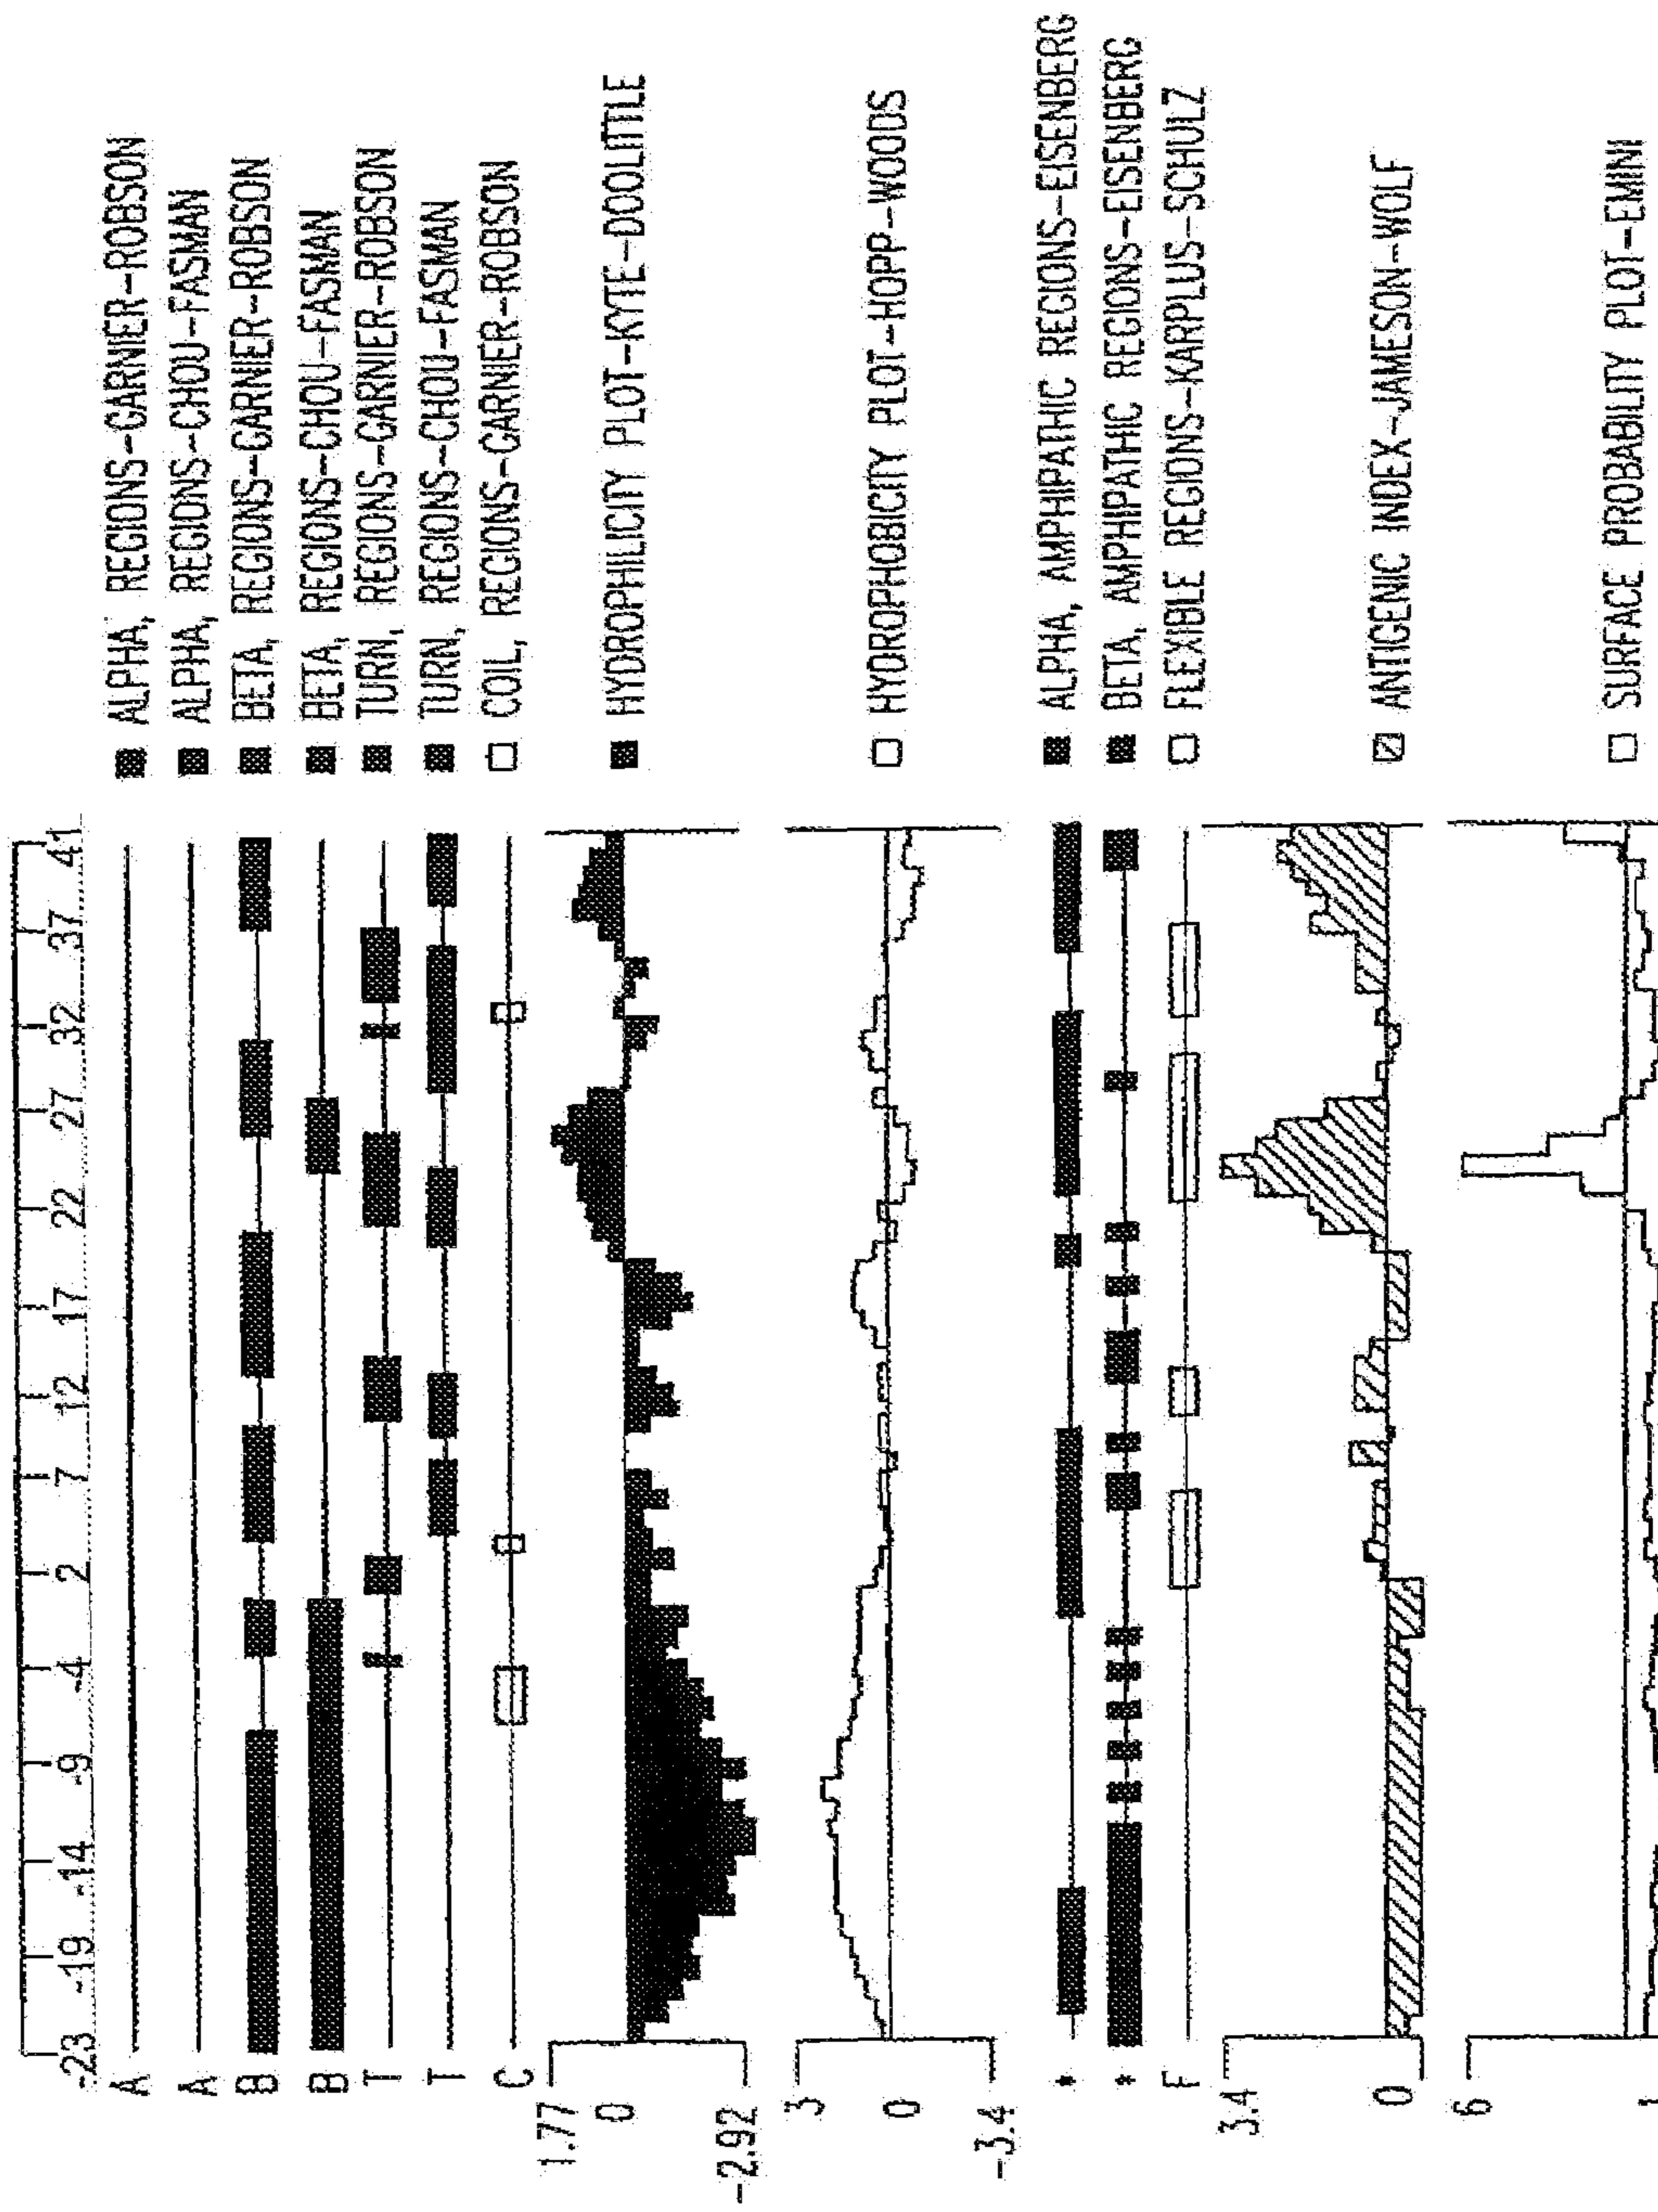 -23 -19 -14 -9 -4 2 7 12 17 22 27 32 37 41
A ALPHA, REGIONS-GARNIER-ROBSON
A ALPHA, REGIONS-CHOU-FASMAN
B BETA, REGIONS-GARNIER-ROBSON
B BETA, REGIONS-CHOU-FASMAN
T TURN, REGIONS-GARNIER-ROBSON
T TURN, REGIONS-CHOU-FASMAN
C COIL, REGIONS-GARNIER-ROBSON
1.77
0 HYDROPHILICITY PLOT-KYTE-DOOLITTLE
-2.92
3
0 HYDROPHOBICITY PLOT-HOPP-WOODS
-3.4
* ALPHA, AMPHIPATHIC REGIONS-EISENBERG
* BETA, AMPHIPATHIC REGIONS-EISENBERG
F FLEXIBLE REGIONS-KARPLUS-SCHULZ
3.4
0 ANTIGENIC INDEX-JAMESON-WOLF
6
SURFACE PROBABILITY PLOT-EMINI
1